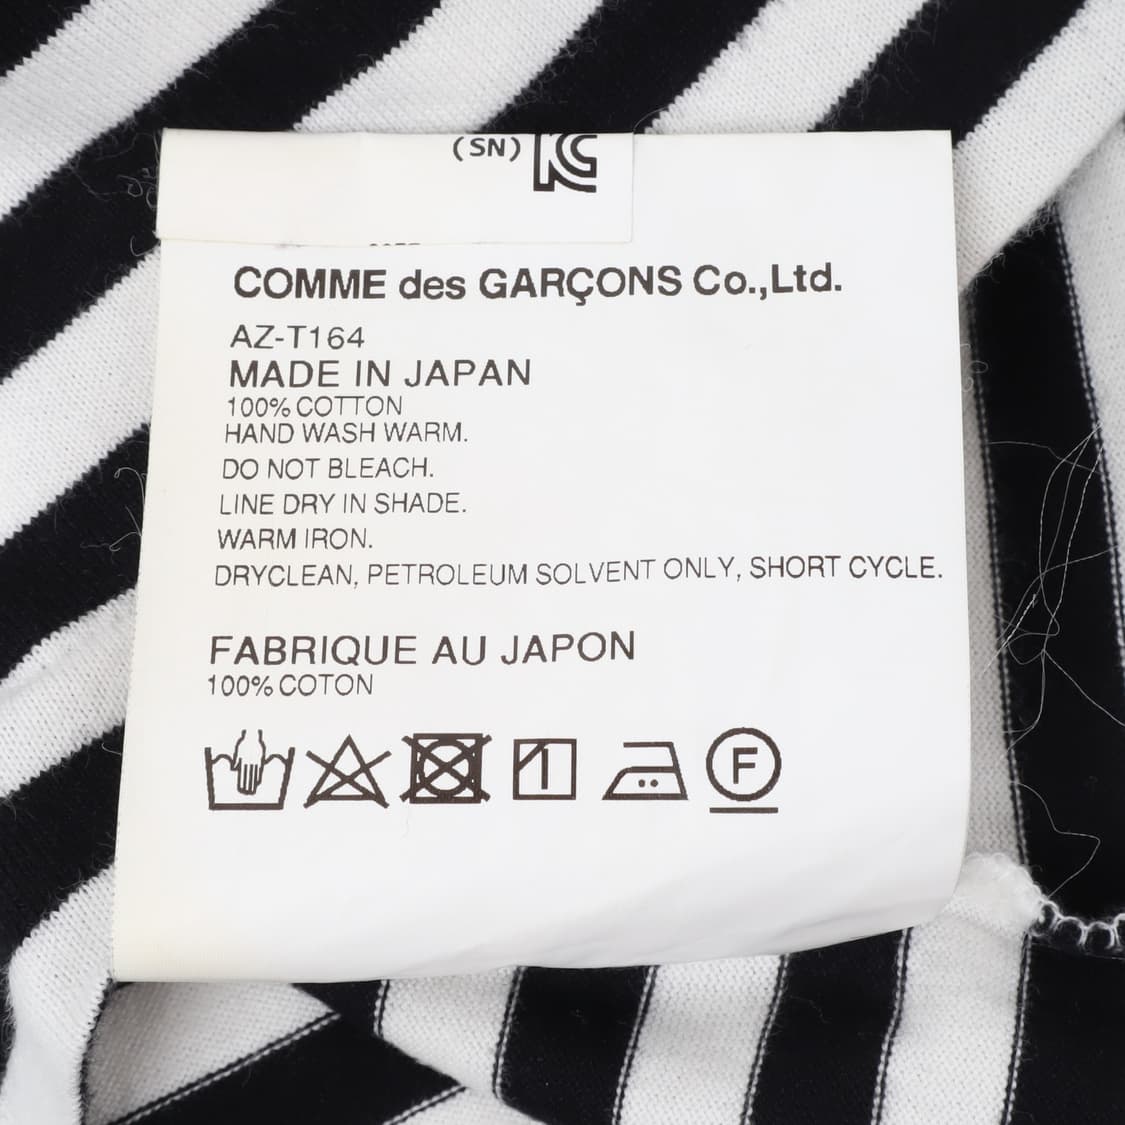 (SN) KC
COMME des GARÇONS Co.,Ltd.
AZ-T164
MADE IN JAPAN
100% COTTON
HAND WASH WARM.
DO NOT BLEACH.
LINE DRY IN SHADE.
WARM IRON.
DRYCLEAN, PETROLEUM SOLVENT ONLY, SHORT CYCLE.
FABRIQUE AU JAPON
100% COTON
F